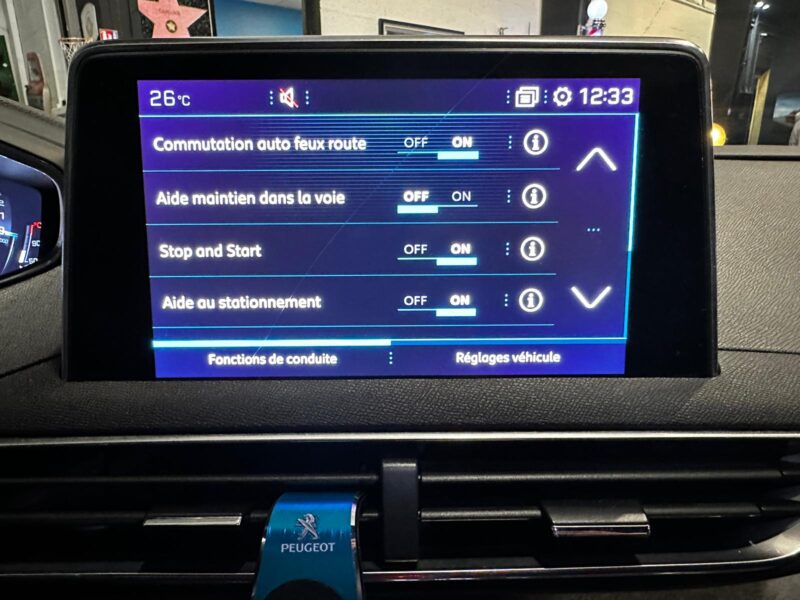 26°C
12:33
Commutation auto feux route OFF ON
Aide maintien dans la voie OFF ON
Stop and Start OFF ON
Aide au stationnement OFF ON
Fonctions de conduite
Réglages véhicule
PEUGEOT